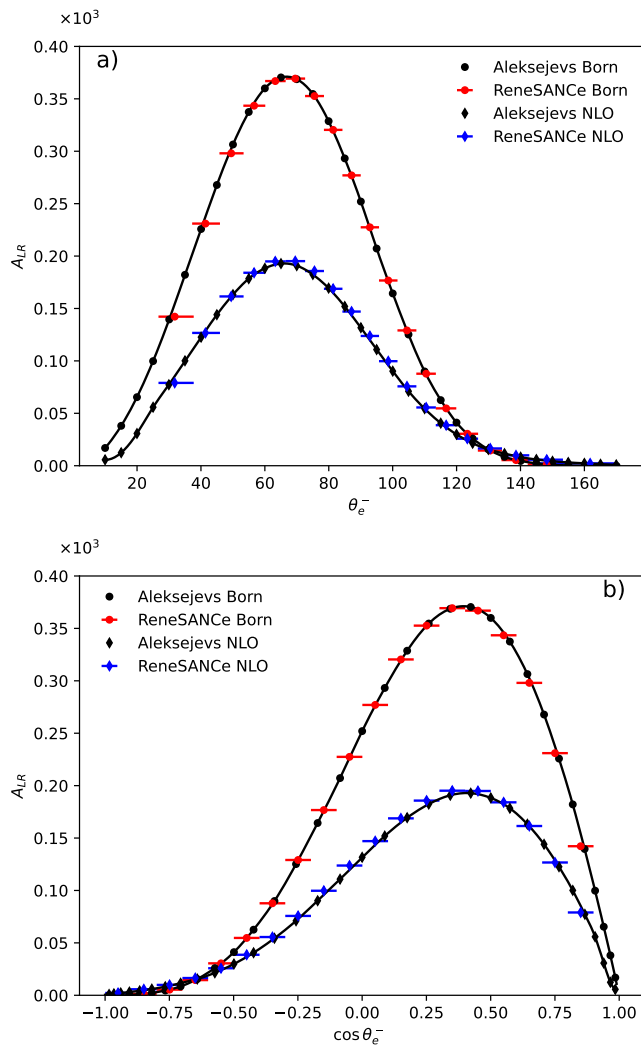 ×10³
a)
0.40
0.35
0.30
0.25
0.20
0.15
0.10
0.05
0.00
A_{LR}
Aleksejevs Born
ReneSANCe Born
Aleksejevs NLO
ReneSANCe NLO
20 40 60 80 100 120 140 160
θ_e^-
×10³
b)
0.40
0.35
0.30
0.25
0.20
0.15
0.10
0.05
0.00
A_{LR}
Aleksejevs Born
ReneSANCe Born
Aleksejevs NLO
ReneSANCe NLO
−1.00 −0.75 −0.50 −0.25 0.00 0.25 0.50 0.75 1.00
cos θ_e^-